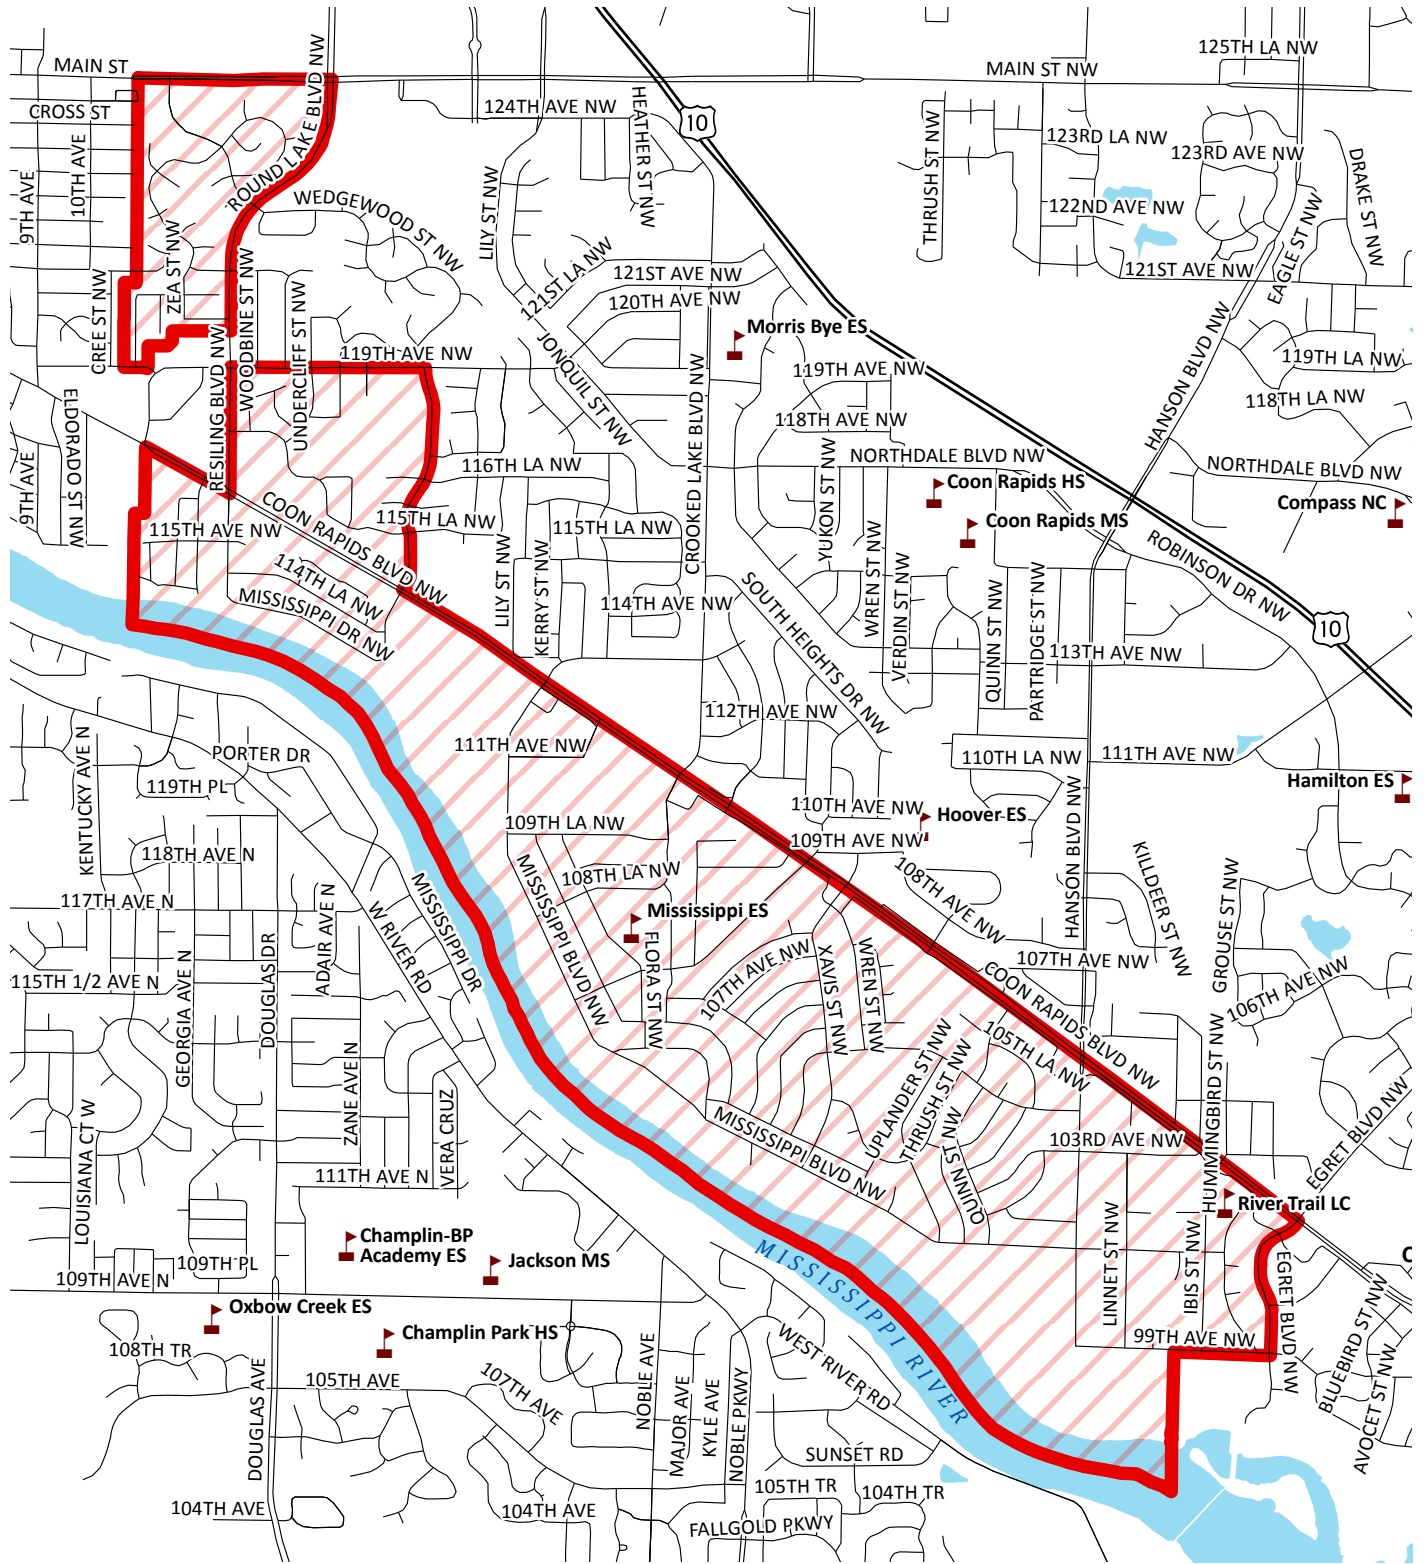 125TH LA NW
MAIN ST
MAIN ST NW
CROSS ST
124TH AVE NW
HEATHER ST NW
10
ROUND LAKE BLVD NW
THRUSH ST NW
123RD LA NW
123RD AVE NW
DRAKE ST NW
10TH AVE
9TH AVE
WEDGEWOOD ST NW
LILY ST NW
122ND AVE NW
EAGLE ST NW
ZEA ST NW
121ST LA NW
121ST AVE NW
121ST AVE NW
120TH AVE NW
CREE ST NW
WOODBINE ST NW
UNDERCLIFF ST NW
Morris Bye ES
HANSON BLVD NW
RESILING BLVD NW
119TH AVE NW
JONQUIL ST NW
CROOKED LAKE BLVD NW
119TH AVE NW
119TH LA NW
ELDORADO ST NW
118TH AVE NW
118TH LA NW
9TH AVE
116TH LA NW
NORTHDALE BLVD NW
NORTHDALE BLVD NW
YUKON ST NW
Coon Rapids HS
Compass NC
COON RAPIDS BLVD NW
115TH AVE NW
115TH LA NW
115TH LA NW
Coon Rapids MS
ROBINSON DR NW
114TH LA NW
MISSISSIPPI DR NW
LILY ST NW
KERRY ST NW
114TH AVE NW
SOUTH HEIGHTS DR NW
WREN ST NW
VERDIN ST NW
QUINN ST NW
PARTRIDGE ST NW
113TH AVE NW
10
112TH AVE NW
PORTER DR
111TH AVE NW
110TH LA NW
111TH AVE NW
KENTUCKY AVE N
119TH PL
Hamilton ES
110TH AVE NW
Hoover ES
HANSON BLVD NW
109TH LA NW
109TH AVE NW
118TH AVE N
108TH LA NW
108TH AVE NW
KILLDEER ST NW
GROUSE ST NW
MISSISSIPPI DR
MISSISSIPPI BLVD NW
117TH AVE N
W RIVER RD
Mississippi ES
ADAIR AVE N
DOUGLAS DR
FLORA ST NW
107TH AVE NW
XAVIS ST NW
WREN ST NW
107TH AVE NW
COON RAPIDS BLVD NW
106TH AVE NW
115TH 1/2 AVE N
GEORGIA AVE N
105TH LA NW
UPLANDER ST NW
THRUSH ST NW
HUMMINGBIRD ST NW
ZANE AVE N
VERA CRUZ
LOUISIANA CT W
MISSISSIPPI BLVD NW
QUINN ST NW
103RD AVE NW
EGRET BLVD NW
111TH AVE N
River Trail LC
Champlin-BP
Academy ES
Jackson MS
109TH PL
109TH AVE N
MISSISSIPPI RIVER
LINNET ST NW
IBIS ST NW
EGRET BLVD NW
C
BLUEBIRD ST NW
Oxbow Creek ES
Champlin Park HS
108TH TR
WEST RIVER RD
99TH AVE NW
105TH AVE
107TH AVE
NOBLE AVE
MAJOR AVE
KYLE AVE
NOBLE PKWY
DOUGLAS AVE
AVOCET ST NW
SUNSET RD
105TH TR
104TH TR
104TH AVE
104TH AVE
FALLGOLD PKWY